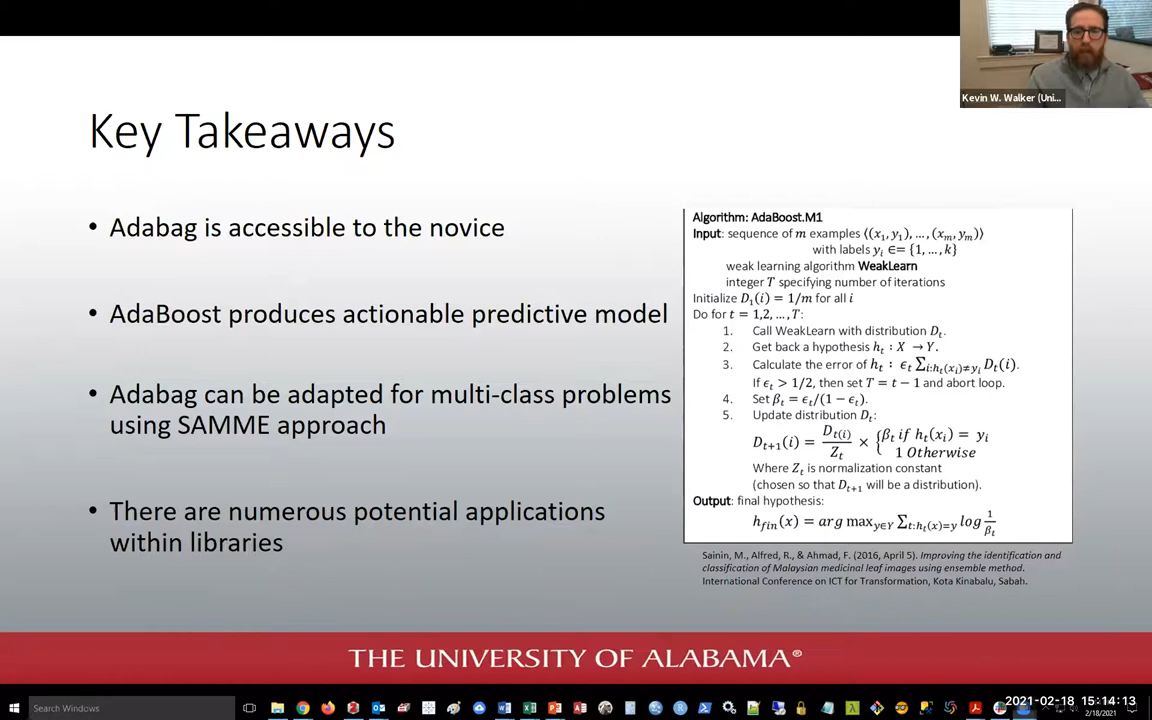 Kevin W. Walker (Uni...
Key Takeaways
• Adabag is accessible to the novice
• AdaBoost produces actionable predictive model
• Adabag can be adapted for multi-class problems
using SAMME approach
• There are numerous potential applications
within libraries
Algorithm: AdaBoost.M1
Input: sequence of m examples ⟨(x₁, y₁), …, (xₘ, yₘ)⟩
with labels yᵢ ∈= {1, …, k}
weak learning algorithm WeakLearn
integer T specifying number of iterations
Initialize D₁(i) = 1/m for all i
Do for t = 1,2, …, T:
1. Call WeakLearn with distribution Dₜ.
2. Get back a hypothesis hₜ : X → Y.
3. Calculate the error of hₜ : ϵₜ ∑i:hₜ(xᵢ)≠yᵢ Dₜ(i).
If ϵₜ > 1/2, then set T = t − 1 and abort loop.
4. Set βₜ = ϵₜ/(1 − ϵₜ).
5. Update distribution Dₜ:
Dₜ₊₁(i) = Dₜ(i)/Zₜ × {βₜ if hₜ(xᵢ) = yᵢ
1 Otherwise
Where Zₜ is normalization constant
(chosen so that Dₜ₊₁ will be a distribution).
Output: final hypothesis:
h_fin(x) = arg max_y∈Y ∑t:hₜ(x)=y log 1/βₜ
Sainin, M., Alfred, R., & Ahmad, F. (2016, April 5). Improving the identification and
classification of Malaysian medicinal leaf images using ensemble method.
International Conference on ICT for Transformation, Kota Kinabalu, Sabah.
THE UNIVERSITY OF ALABAMA®
Search Windows
2021-02-18 15:14:13
2/18/2021